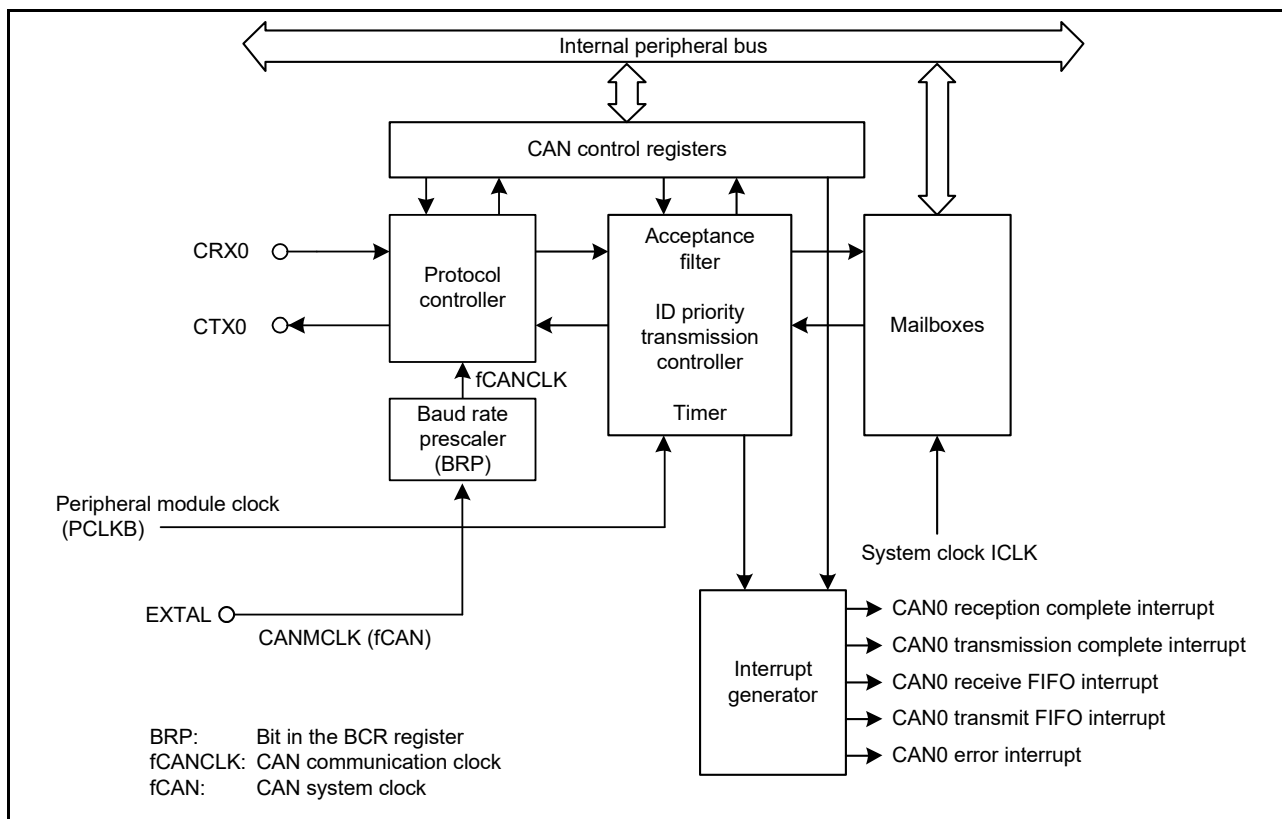 Internal peripheral bus
CAN control registers
CRX0
CTX0
Protocol
controller
Acceptance
filter
ID priority
transmission
controller
Timer
Mailboxes
fCANCLK
Baud rate
prescaler
(BRP)
Peripheral module clock
(PCLKB)
System clock ICLK
EXTAL
CANMCLK (fCAN)
Interrupt
generator
CAN0 reception complete interrupt
CAN0 transmission complete interrupt
CAN0 receive FIFO interrupt
CAN0 transmit FIFO interrupt
CAN0 error interrupt
BRP: Bit in the BCR register
fCANCLK: CAN communication clock
fCAN: CAN system clock